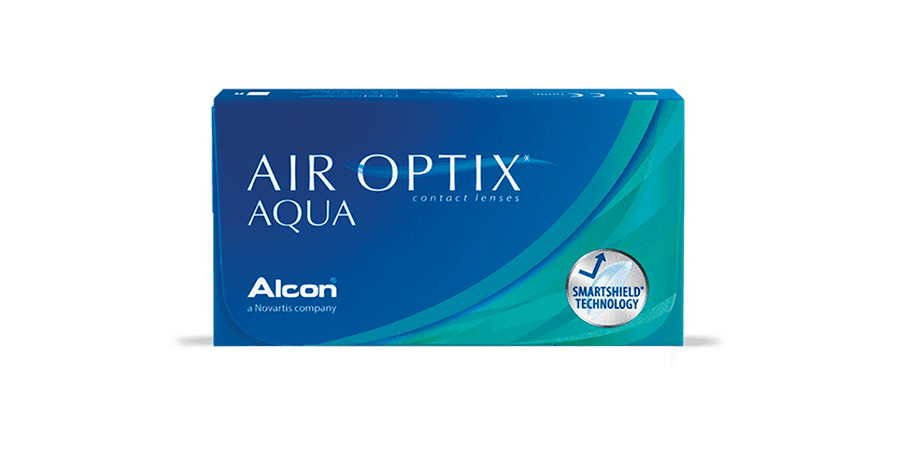 AIR OPTIX*
contact lenses
AQUA
Alcon®
a Novartis company
SMARTSHIELD®
TECHNOLOGY